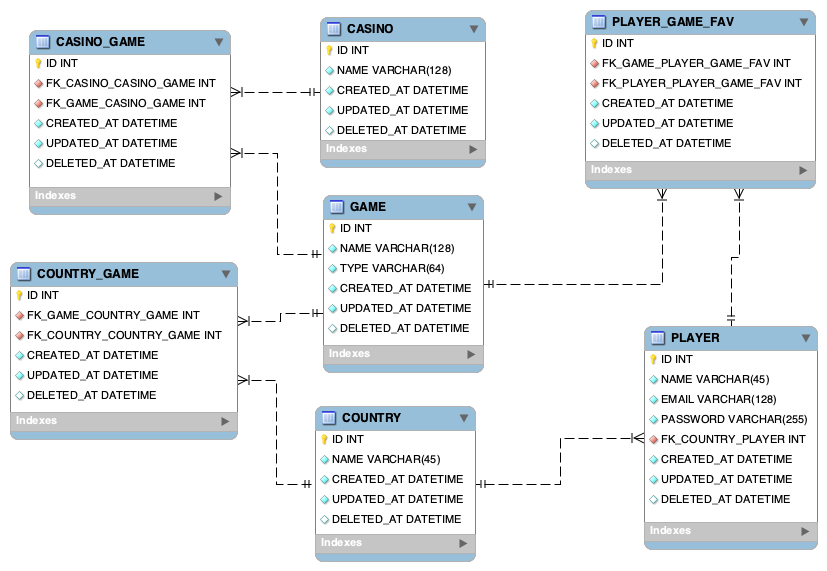 CASINO_GAME
ID INT
FK_CASINO_CASINO_GAME INT
FK_GAME_CASINO_GAME INT
CREATED_AT DATETIME
UPDATED_AT DATETIME
DELETED_AT DATETIME
Indexes
CASINO
ID INT
NAME VARCHAR(128)
CREATED_AT DATETIME
UPDATED_AT DATETIME
DELETED_AT DATETIME
Indexes
PLAYER_GAME_FAV
ID INT
FK_GAME_PLAYER_GAME_FAV INT
FK_PLAYER_PLAYER_GAME_FAV INT
CREATED_AT DATETIME
UPDATED_AT DATETIME
DELETED_AT DATETIME
Indexes
GAME
ID INT
NAME VARCHAR(128)
TYPE VARCHAR(64)
CREATED_AT DATETIME
UPDATED_AT DATETIME
DELETED_AT DATETIME
Indexes
COUNTRY_GAME
ID INT
FK_GAME_COUNTRY_GAME INT
FK_COUNTRY_COUNTRY_GAME INT
CREATED_AT DATETIME
UPDATED_AT DATETIME
DELETED_AT DATETIME
Indexes
COUNTRY
ID INT
NAME VARCHAR(45)
CREATED_AT DATETIME
UPDATED_AT DATETIME
DELETED_AT DATETIME
Indexes
PLAYER
ID INT
NAME VARCHAR(45)
EMAIL VARCHAR(128)
PASSWORD VARCHAR(255)
FK_COUNTRY_PLAYER INT
CREATED_AT DATETIME
UPDATED_AT DATETIME
DELETED_AT DATETIME
Indexes